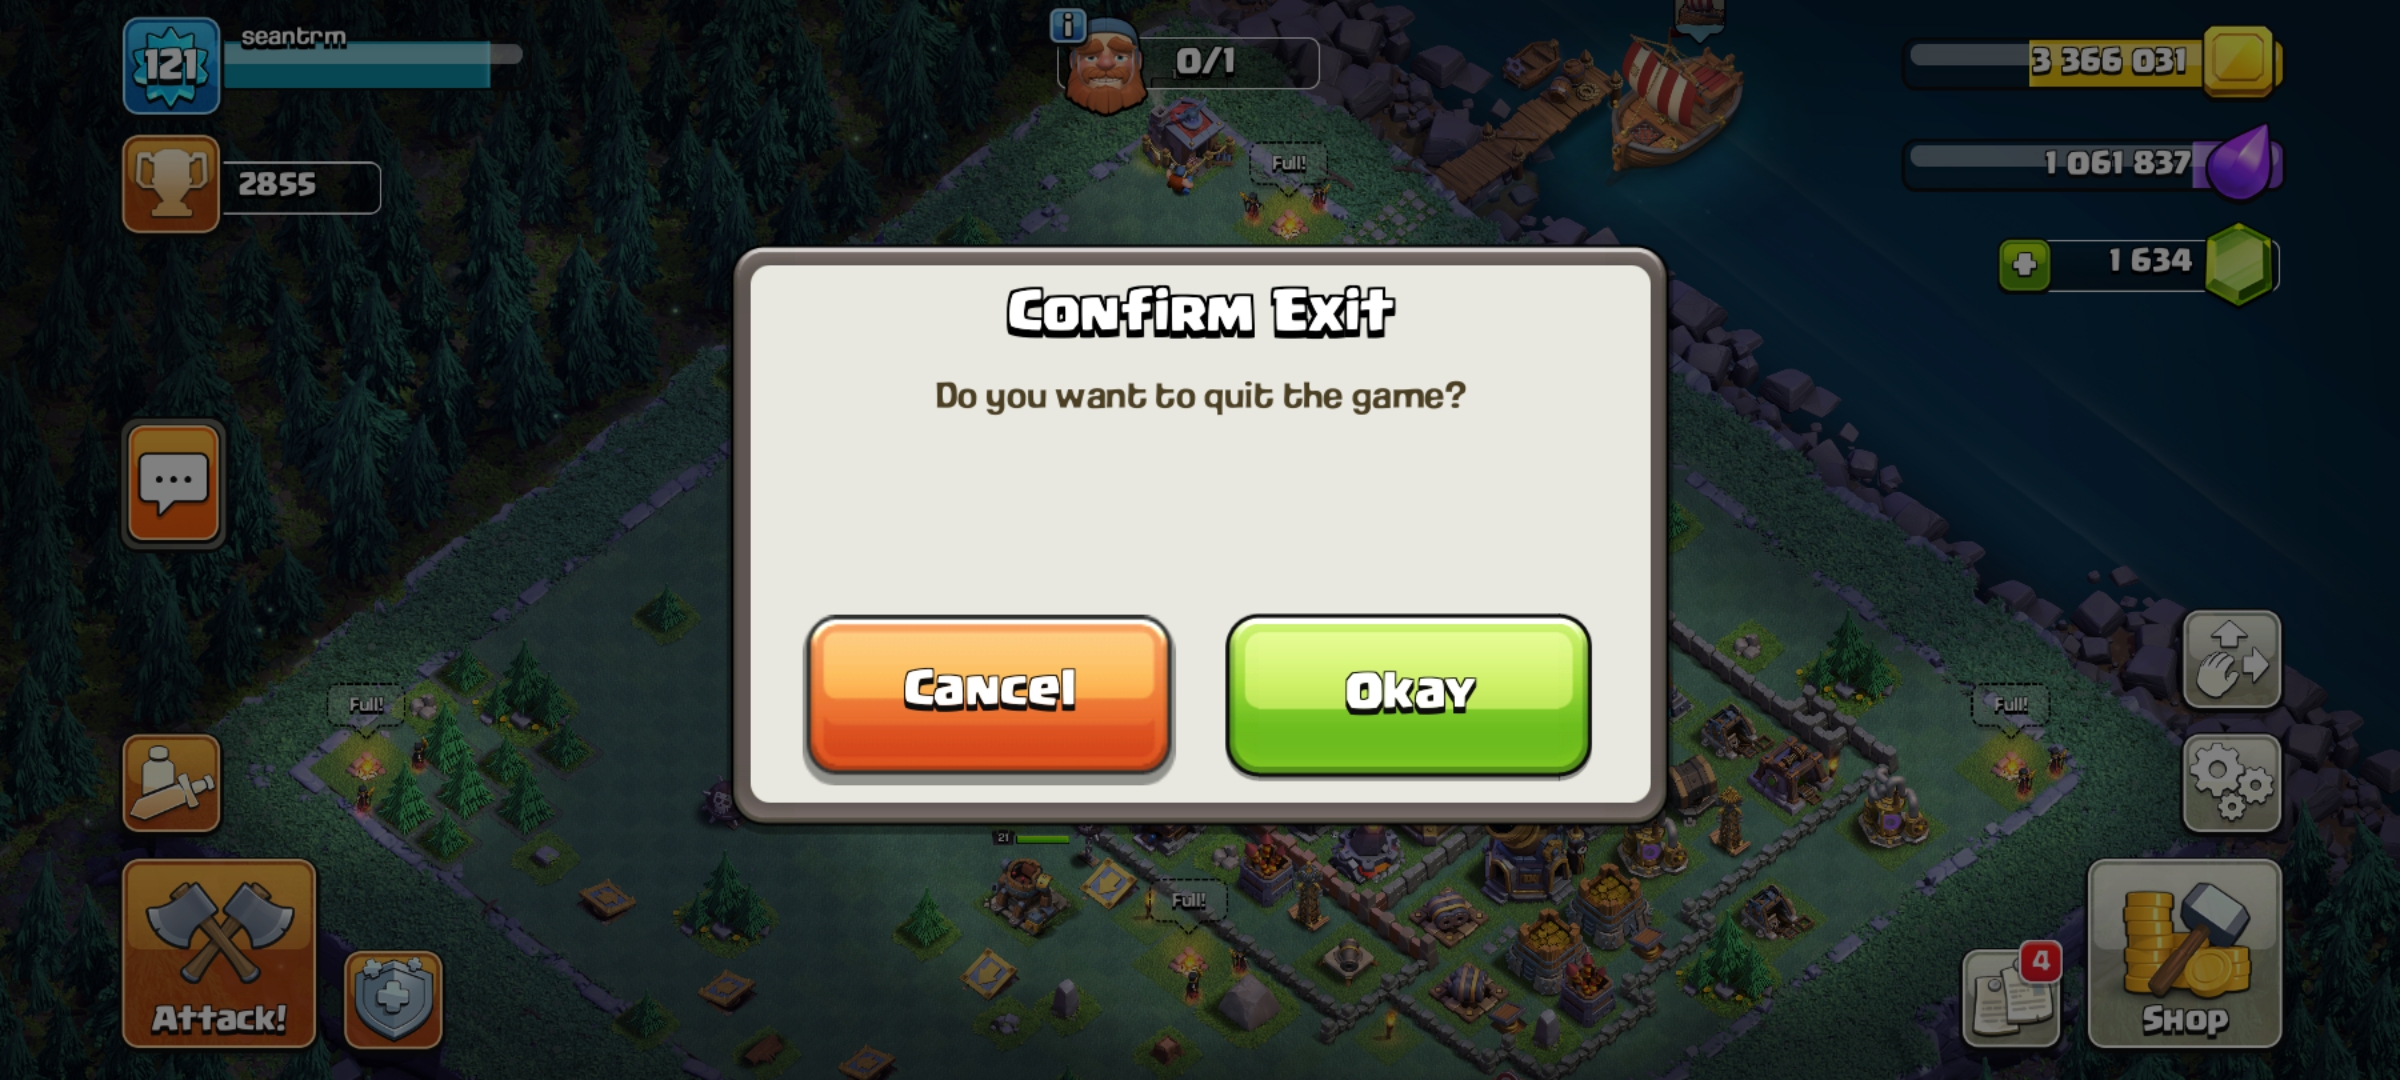 121
seantrm
0/1
3 366 031
2855
Full!
1 061 837
1 634
Confirm Exit
Do you want to quit the game?
Cancel
Okay
Full!
Full!
21
Full!
Attack!
4
Shop